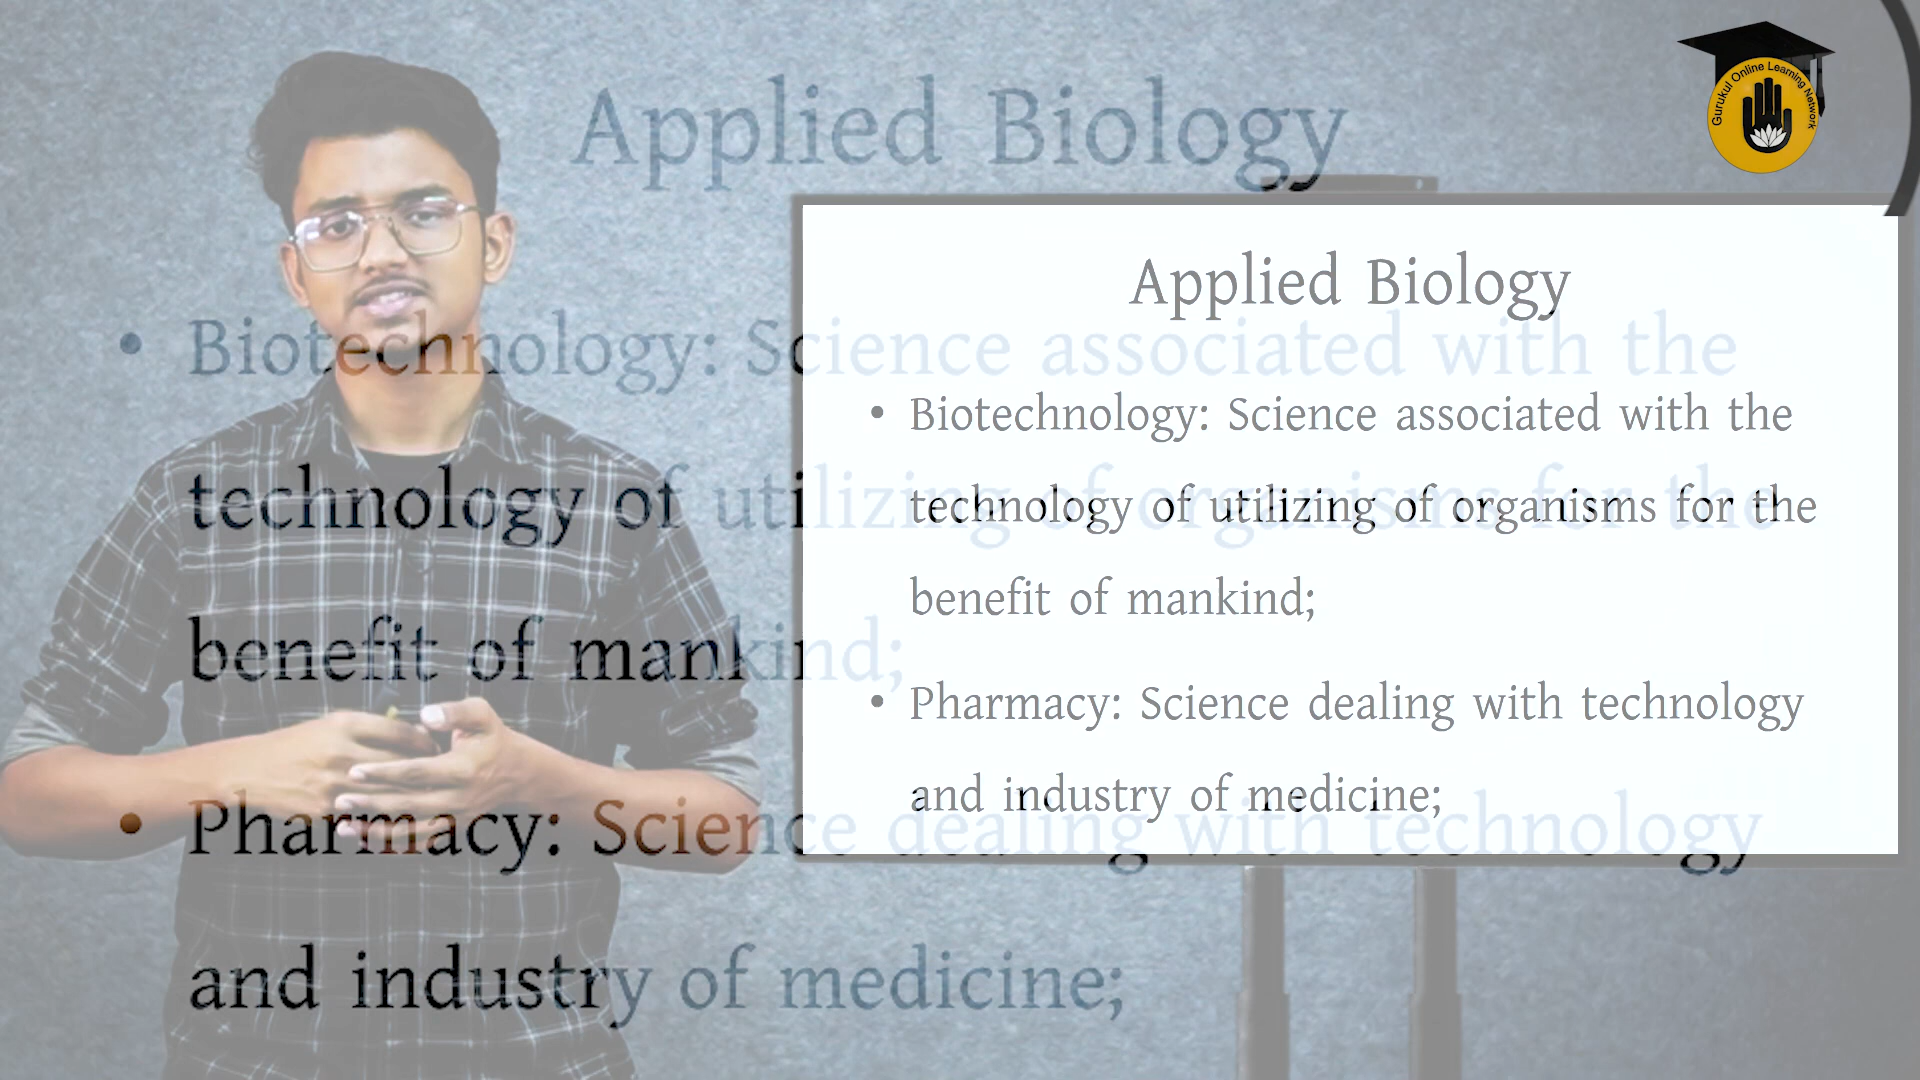 Gurukul Online Learning Network
Applied Biology
• Biotechnology: Science associated with the
technology of utilizing of organisms for the
benefit of mankind;
• Pharmacy: Science dealing with technology
and industry of medicine;
Applied Biology
• Biotechnology: Science associated with the
technology of utilizing of organisms for the
benefit of mankind;
• Pharmacy: Science dealing with technology
and industry of medicine;